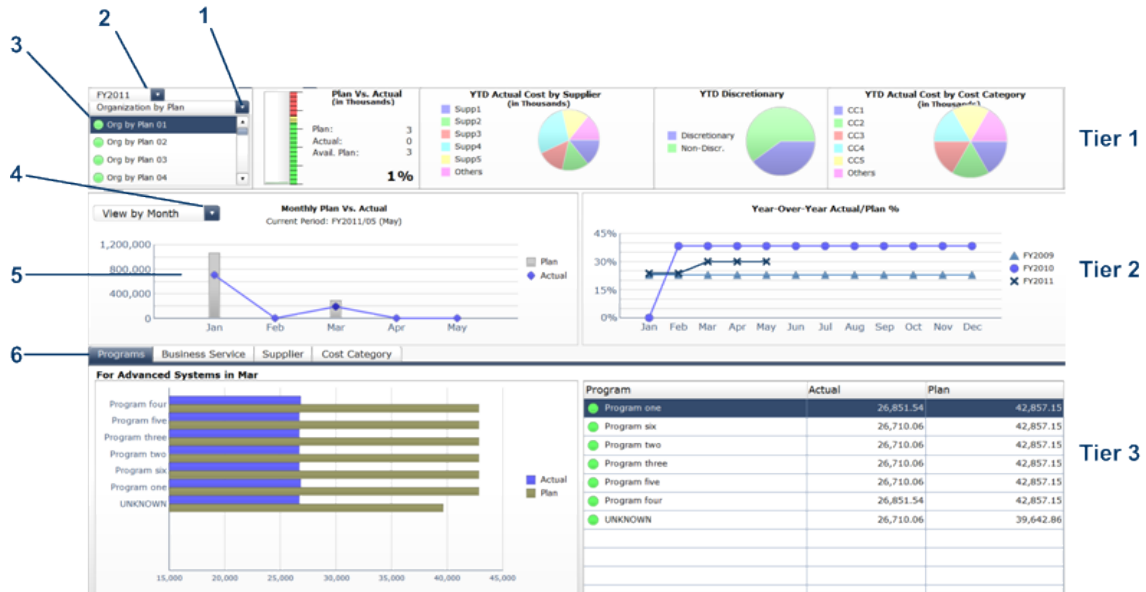 2
1
3
FY2011
Organization by Plan
Org by Plan 01
Org by Plan 02
Org by Plan 03
Org by Plan 04
Plan Vs. Actual
(in Thousands)
Plan: 3
Actual: 0
Avail. Plan: 3
1%
YTD Actual Cost by Supplier
(in Thousands)
Supp1
Supp2
Supp3
Supp4
Supp5
Others
YTD Discretionary
Discretionary
Non-Discr.
YTD Actual Cost by Cost Category
(in Thousands)
CC1
CC2
CC3
CC4
CC5
Others
Tier 1
4
View by Month
Monthly Plan Vs. Actual
Current Period: FY2011/05 (May)
1,200,000
800,000
400,000
0
Jan Feb Mar Apr May
Plan
Actual
5
Year-Over-Year Actual/Plan %
45%
30%
15%
0%
Jan Feb Mar Apr May Jun Jul Aug Sep Oct Nov Dec
FY2009
FY2010
FY2011
Tier 2
6
Programs Business Service Supplier Cost Category
For Advanced Systems in Mar
Program four
Program five
Program three
Program two
Program six
Program one
UNKNOWN
15,000 20,000 25,000 30,000 35,000 40,000 45,000
Actual
Plan
Program Actual Plan
Program one 26,851.54 42,857.15
Program six 26,710.06 42,857.15
Program two 26,710.06 42,857.15
Program three 26,710.06 42,857.15
Program five 26,710.06 42,857.15
Program four 26,851.54 42,857.15
UNKNOWN 26,710.06 39,642.86
Tier 3